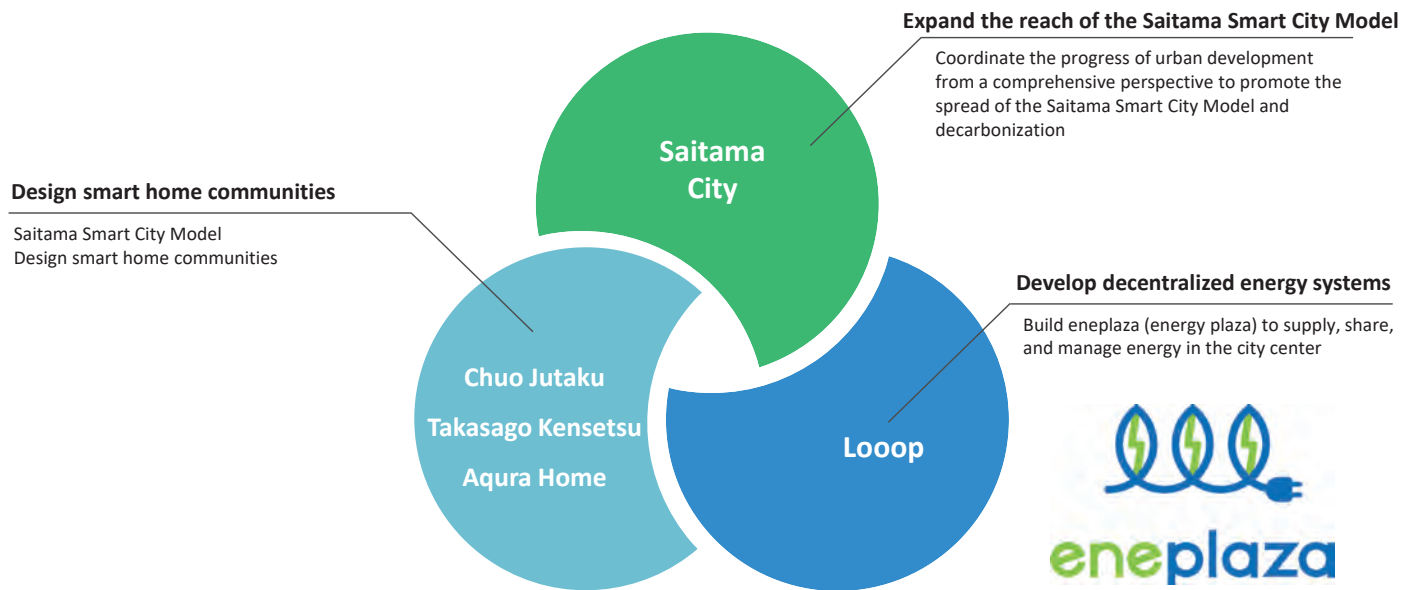 Expand the reach of the Saitama Smart City Model
Coordinate the progress of urban development
from a comprehensive perspective to promote the
spread of the Saitama Smart City Model and
decarbonization
Saitama
City
Design smart home communities
Saitama Smart City Model
Design smart home communities
Chuo Jutaku
Takasago Kensetsu
Aqura Home
Develop decentralized energy systems
Build eneplaza (energy plaza) to supply, share,
and manage energy in the city center
Looop
eneplaza